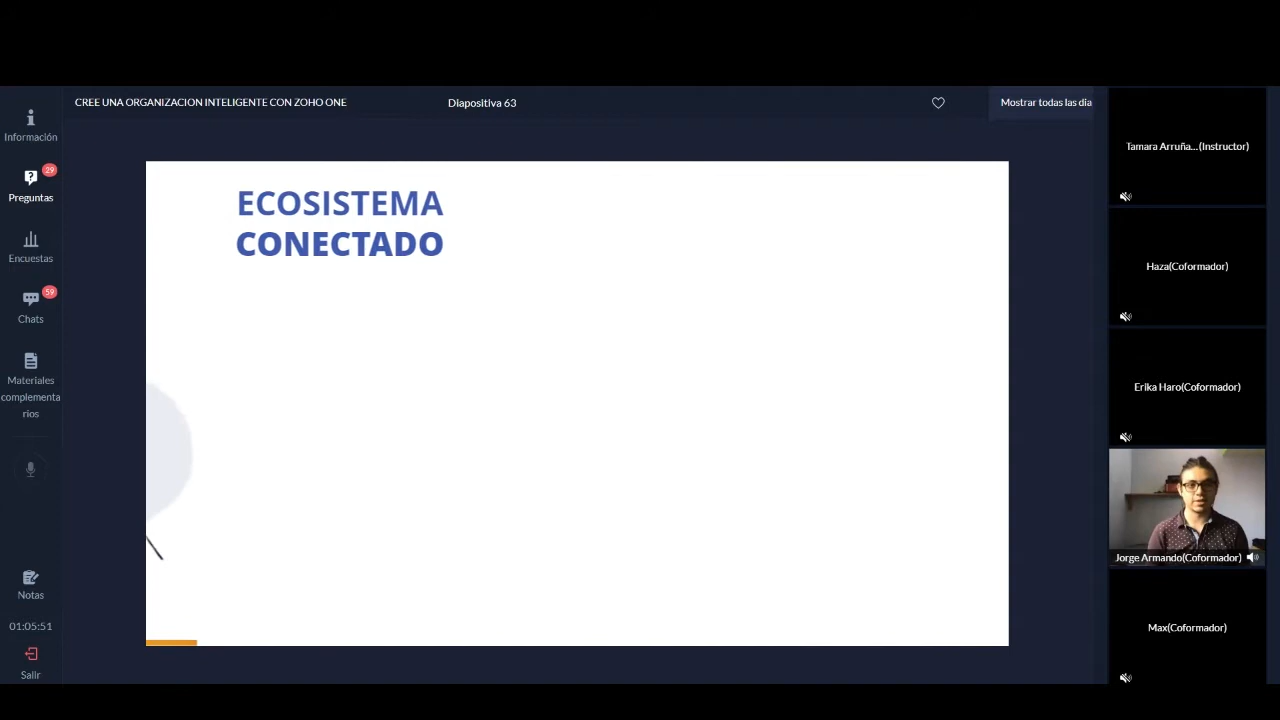 CREE UNA ORGANIZACION INTELIGENTE CON ZOHO ONE
Diapositiva 63
Mostrar todas las dia
Información
29
Preguntas
Encuestas
59
Chats
Materiales
complementa
rios
Notas
01:05:51
Salir
ECOSISTEMA
CONECTADO
Tamara Arruña...(Instructor)
Haza(Coformador)
Erika Haro(Coformador)
Jorge Armando(Coformador)
Max(Coformador)